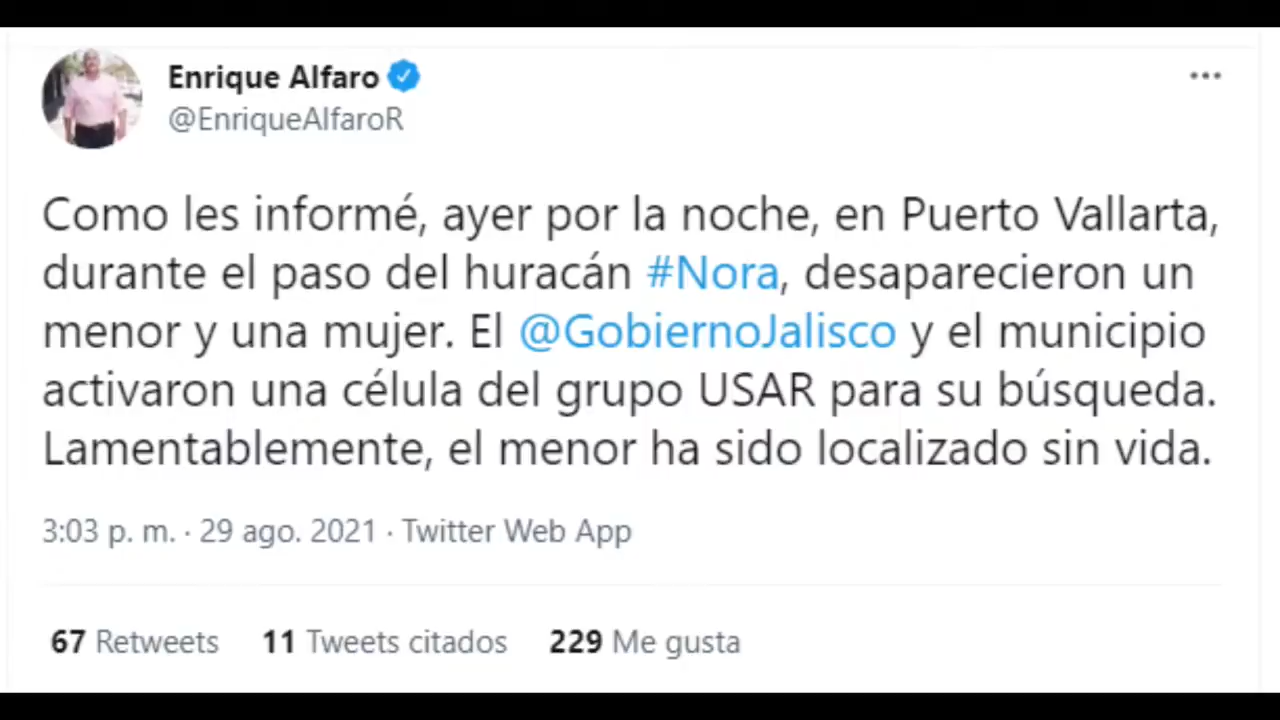 Enrique Alfaro
@EnriqueAlfaroR
Como les informé, ayer por la noche, en Puerto Vallarta,
durante el paso del huracán #Nora, desaparecieron un
menor y una mujer. El @GobiernoJalisco y el municipio
activaron una célula del grupo USAR para su búsqueda.
Lamentablemente, el menor ha sido localizado sin vida.
3:03 p. m. · 29 ago. 2021 · Twitter Web App
67 Retweets 11 Tweets citados 229 Me gusta